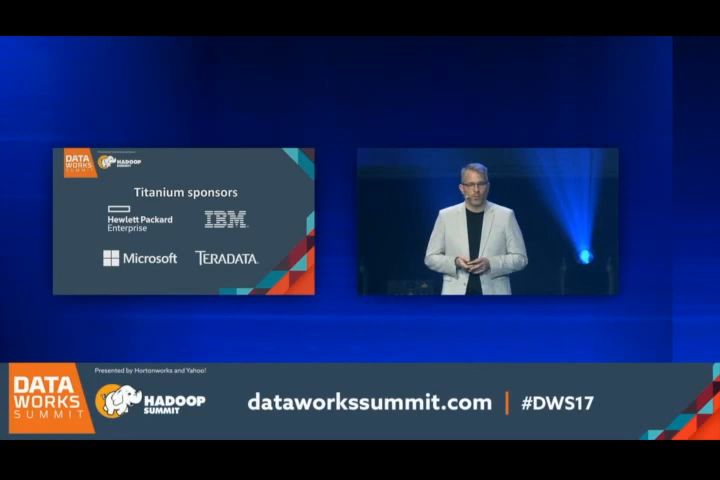 DATA
WORKS
SUMMIT
HADOOP
SUMMIT
Titanium sponsors
Hewlett Packard
Enterprise
IBM
Microsoft
TERADATA
Presented by Hortonworks and Yahoo!
DATA
WORKS
SUMMIT
HADOOP
SUMMIT
dataworkssummit.com | #DWS17